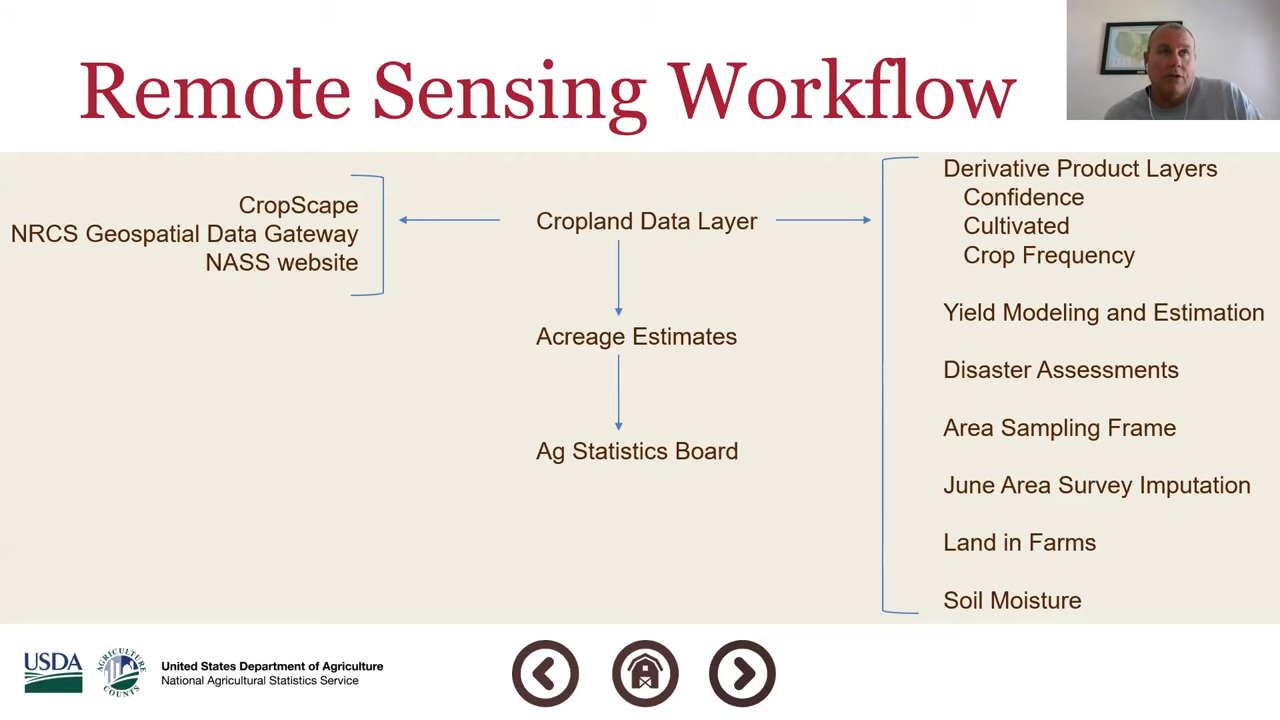 Remote Sensing Workflow
CropScape
NRCS Geospatial Data Gateway
NASS website
Cropland Data Layer
Acreage Estimates
Ag Statistics Board
Derivative Product Layers
Confidence
Cultivated
Crop Frequency
Yield Modeling and Estimation
Disaster Assessments
Area Sampling Frame
June Area Survey Imputation
Land in Farms
Soil Moisture
USDA
AGRICULTURE COUNTS
United States Department of Agriculture
National Agricultural Statistics Service